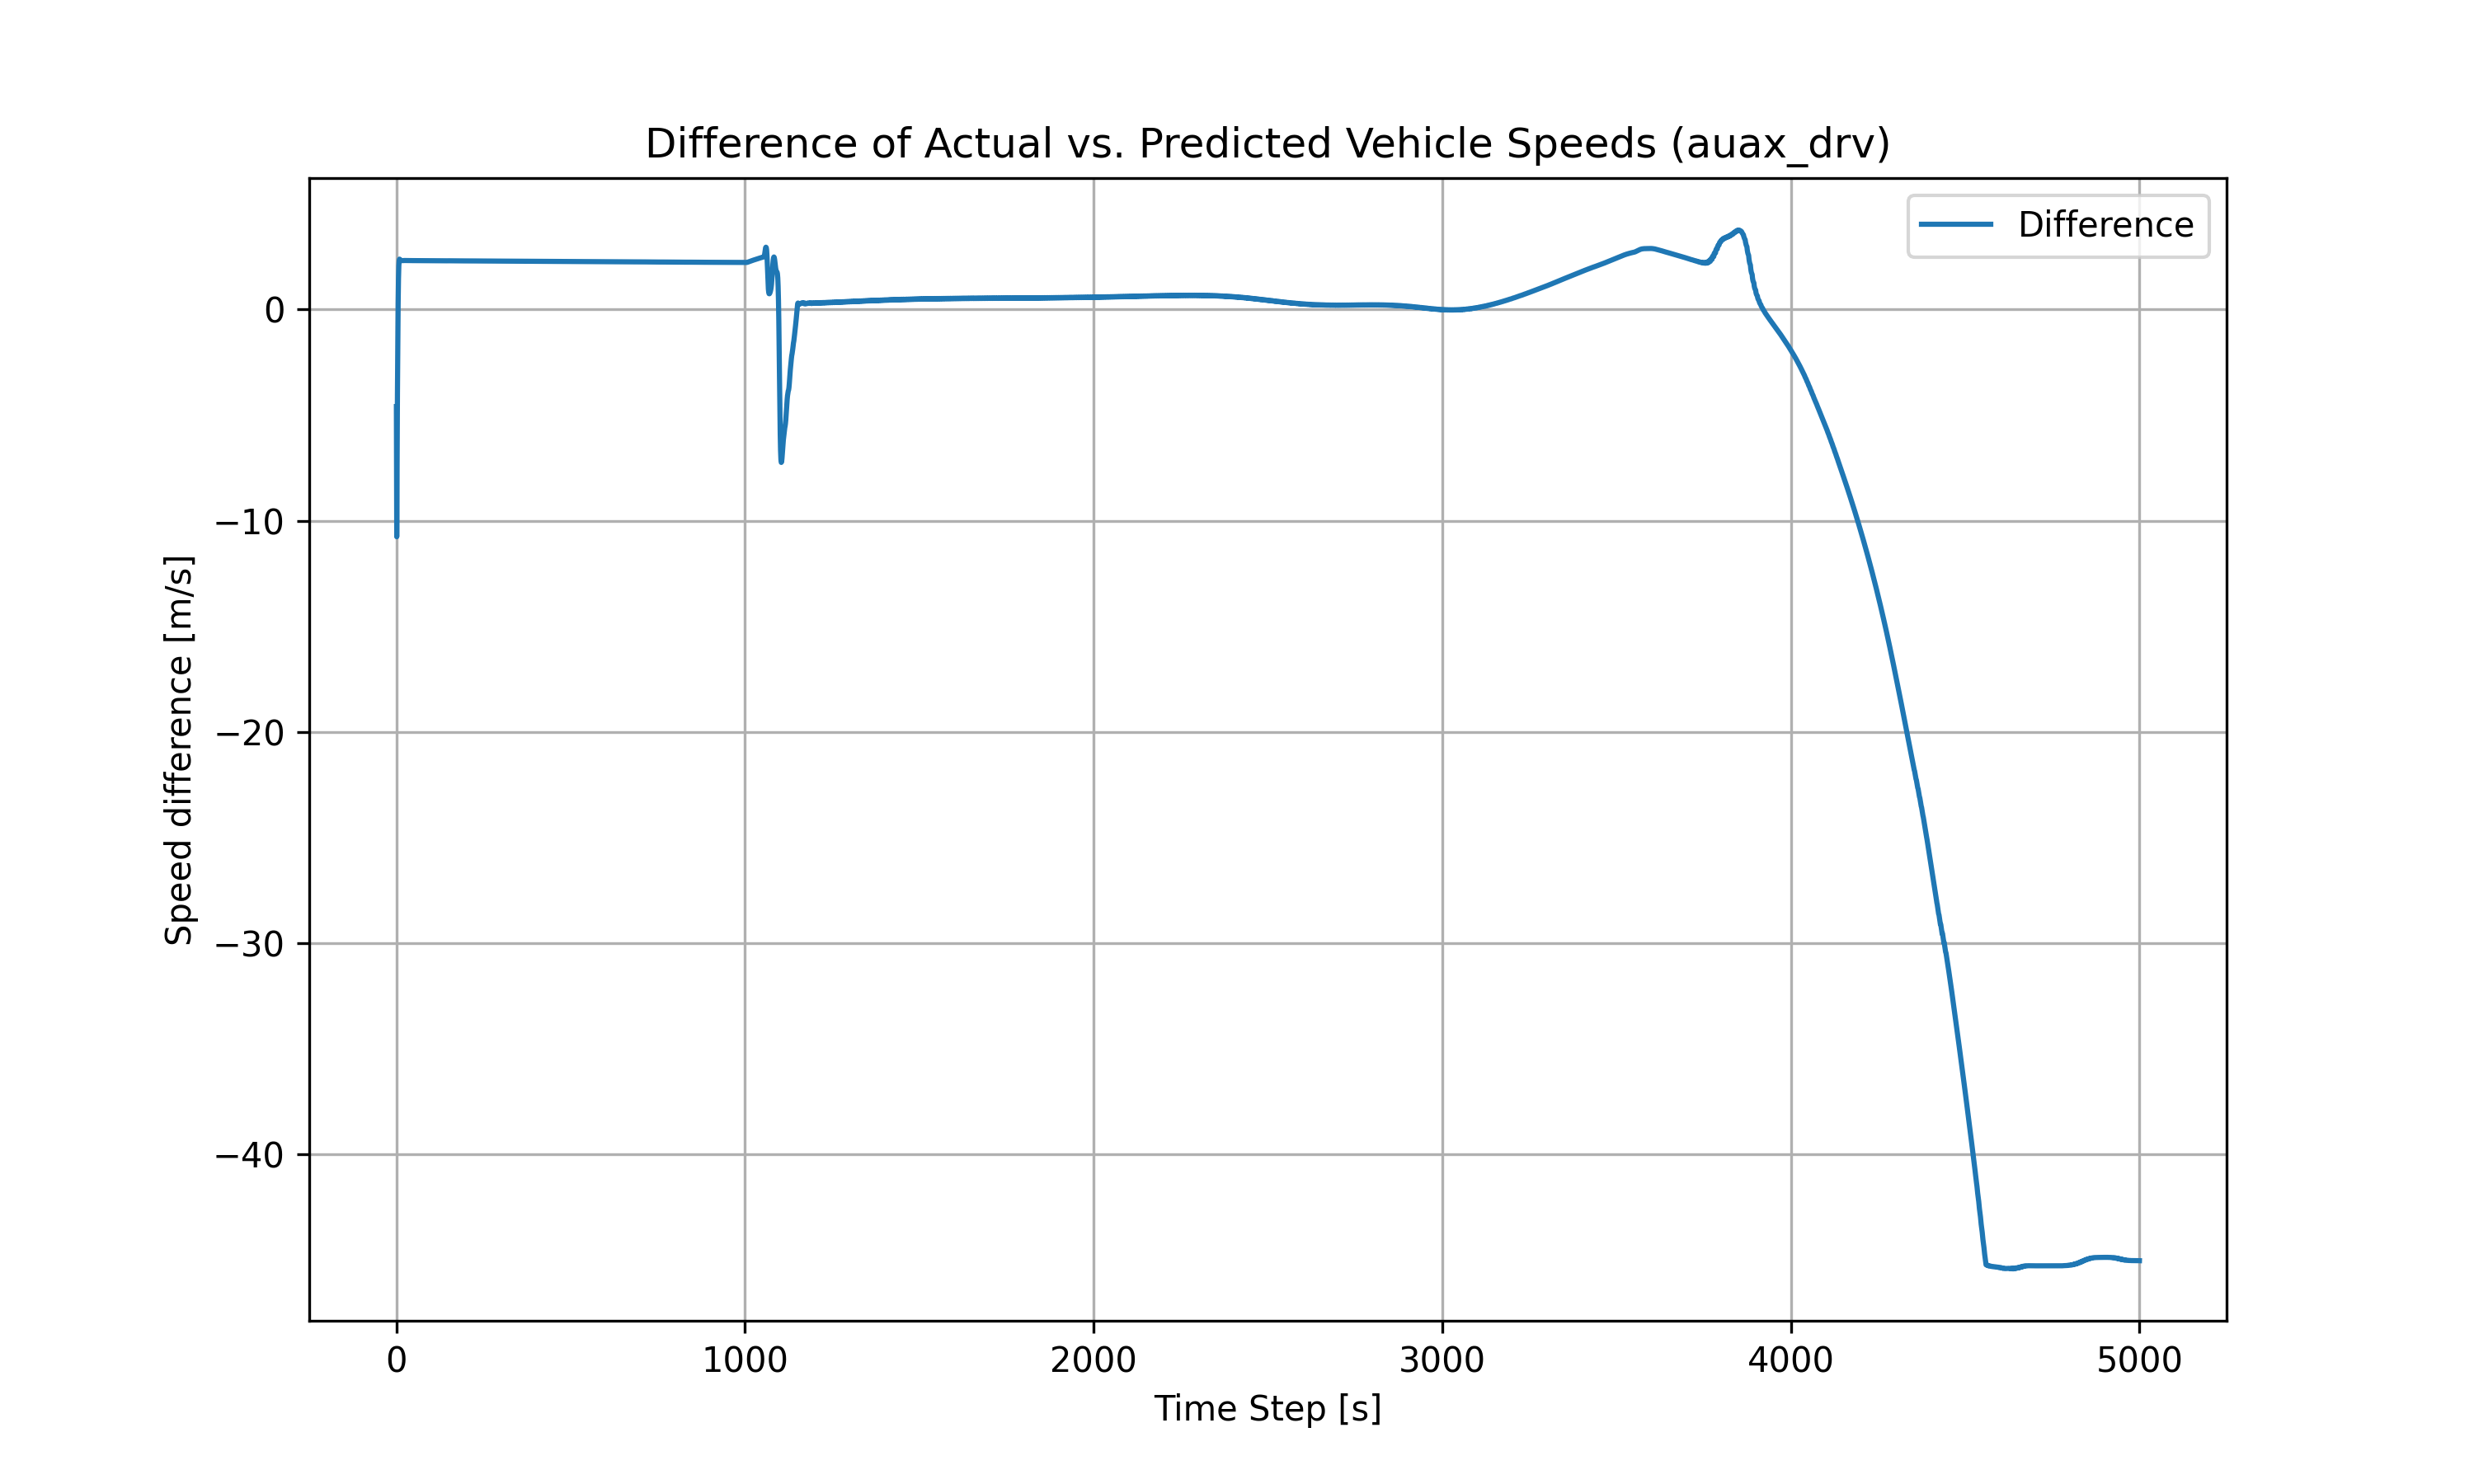 Difference of Actual vs. Predicted Vehicle Speeds (auax_drv)
Difference
Speed difference [m/s]
0
−10
−20
−30
−40
0 1000 2000 3000 4000 5000
Time Step [s]